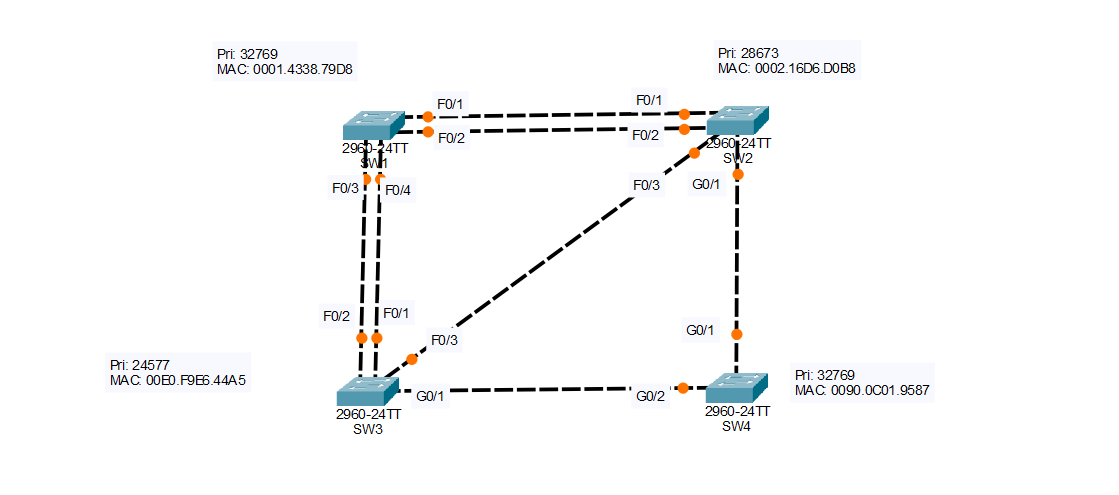 Pri: 32769
MAC: 0001.4338.79D8
Pri: 28673
MAC: 0002.16D6.D0B8
F0/1
F0/1
F0/2
F0/2
2960-24TT
SW1
2960-24TT
SW2
F0/3
F0/4
F0/3
G0/1
F0/2
F0/1
F0/3
G0/1
Pri: 24577
MAC: 00E0.F9E6.44A5
Pri: 32769
MAC: 0090.0C01.9587
G0/1
G0/2
2960-24TT
SW3
2960-24TT
SW4